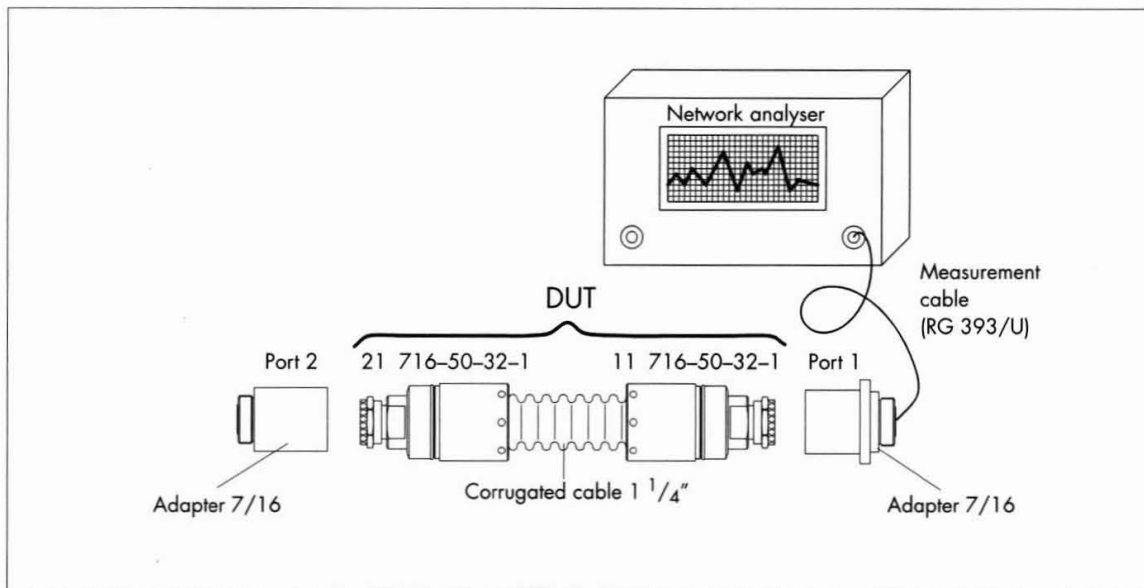 Network analyser
Measurement
cable
(RG 393/U)
DUT
Port 2
21 716–50–32–1
11 716–50–32–1
Port 1
Adapter 7/16
Corrugated cable 1 1/4"
Adapter 7/16